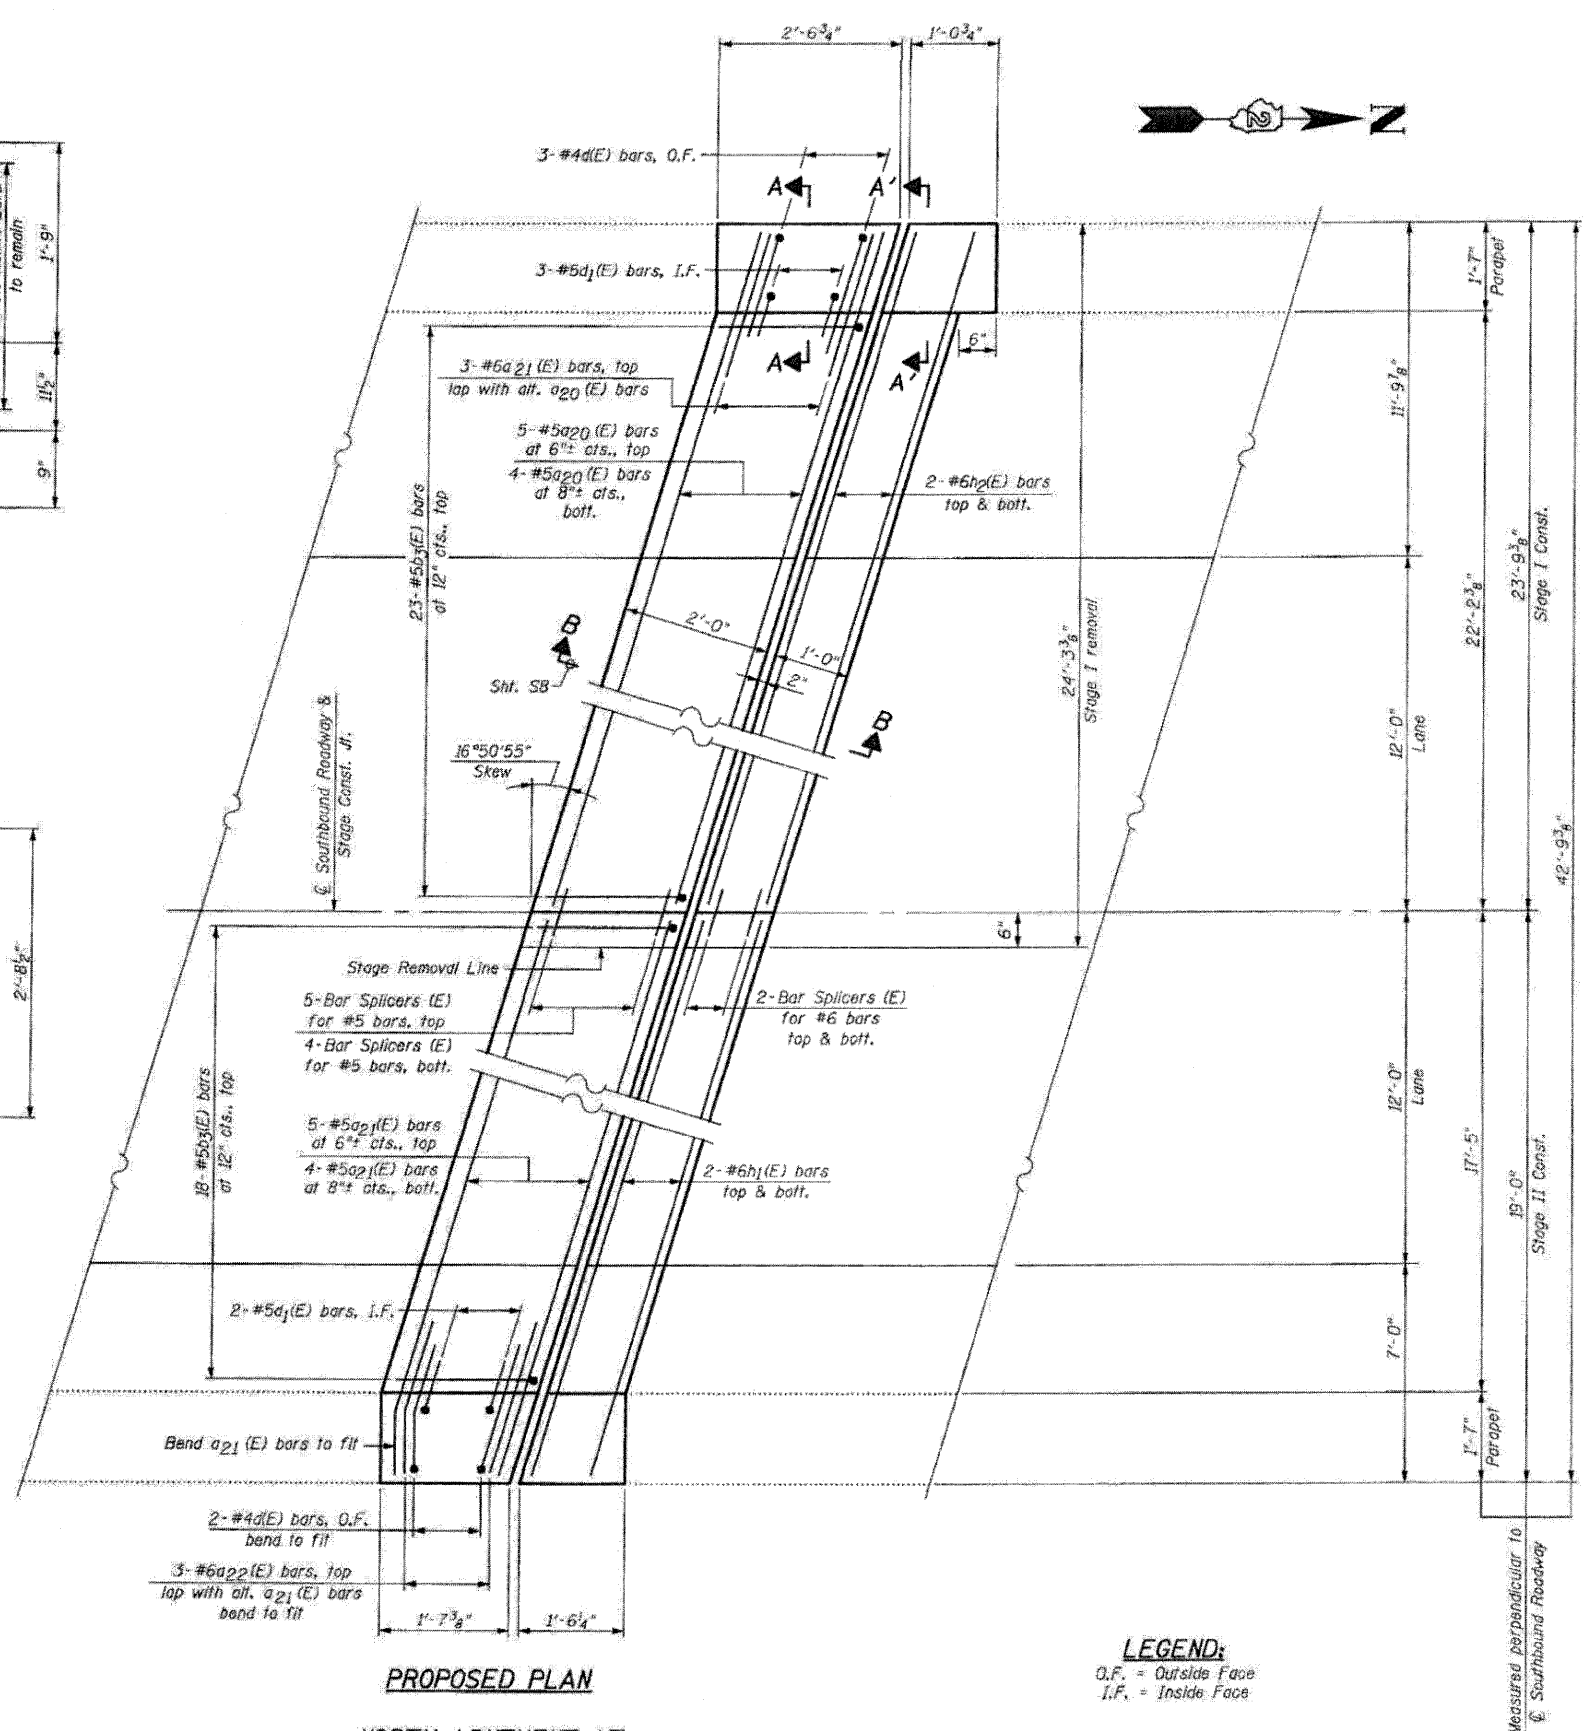 2'-6¾"
1'-0¾"
2
N
3- #4d(E) bars, O.F.
A
A'
to remain
1'-9"
3- #5d1(E) bars, I.F.
1'-7"
Parapet
6"
A
A'
3- #6a21(E) bars, top
lap with alt. a20(E) bars
11½"
11'-9⅞"
5- #5a20(E) bars
at 6"± cts., top
4- #5a20(E) bars
at 8"± cts.,
bott.
9"
2- #6h2(E) bars
top & bott.
23- #5b3(E) bars
at 12" cts., top
22'-2⅜"
23'-9⅜"
Stage I Const.
2'-0"
B
1'-0"
2"
Sht. SB
24'-3⅜"
Stage I removal
B
12'-0"
Lane
16°50'55"
Skew
℄ Southbound Roadway &
Stage Const. Jt.
42'-9⅜"
6"
2'-8½"
Stage Removal Line
5-Bar Splicers (E)
for #5 bars, top
4-Bar Splicers (E)
for #5 bars, bott.
2-Bar Splicers (E)
for #6 bars
top & bott.
12'-0"
Lane
18- #5b3(E) bars
at 12" cts., top
5- #5a21(E) bars
at 6"± cts., top
4- #5a21(E) bars
at 8"± cts., bott.
2- #6h1(E) bars
top & bott.
17'-5"
19'-0"
Stage II Const.
2- #5d1(E) bars, I.F.
7'-0"
Bend a21(E) bars to fit
1'-7"
Parapet
2- #4d(E) bars, O.F.
bend to fit
3- #6a22(E) bars, top
lap with alt. a21(E) bars
bend to fit
1'-7⅜"
1'-6¼"
Measured perpendicular to
℄ Southbound Roadway
PROPOSED PLAN
LEGEND:
O.F. = Outside Face
I.F. = Inside Face